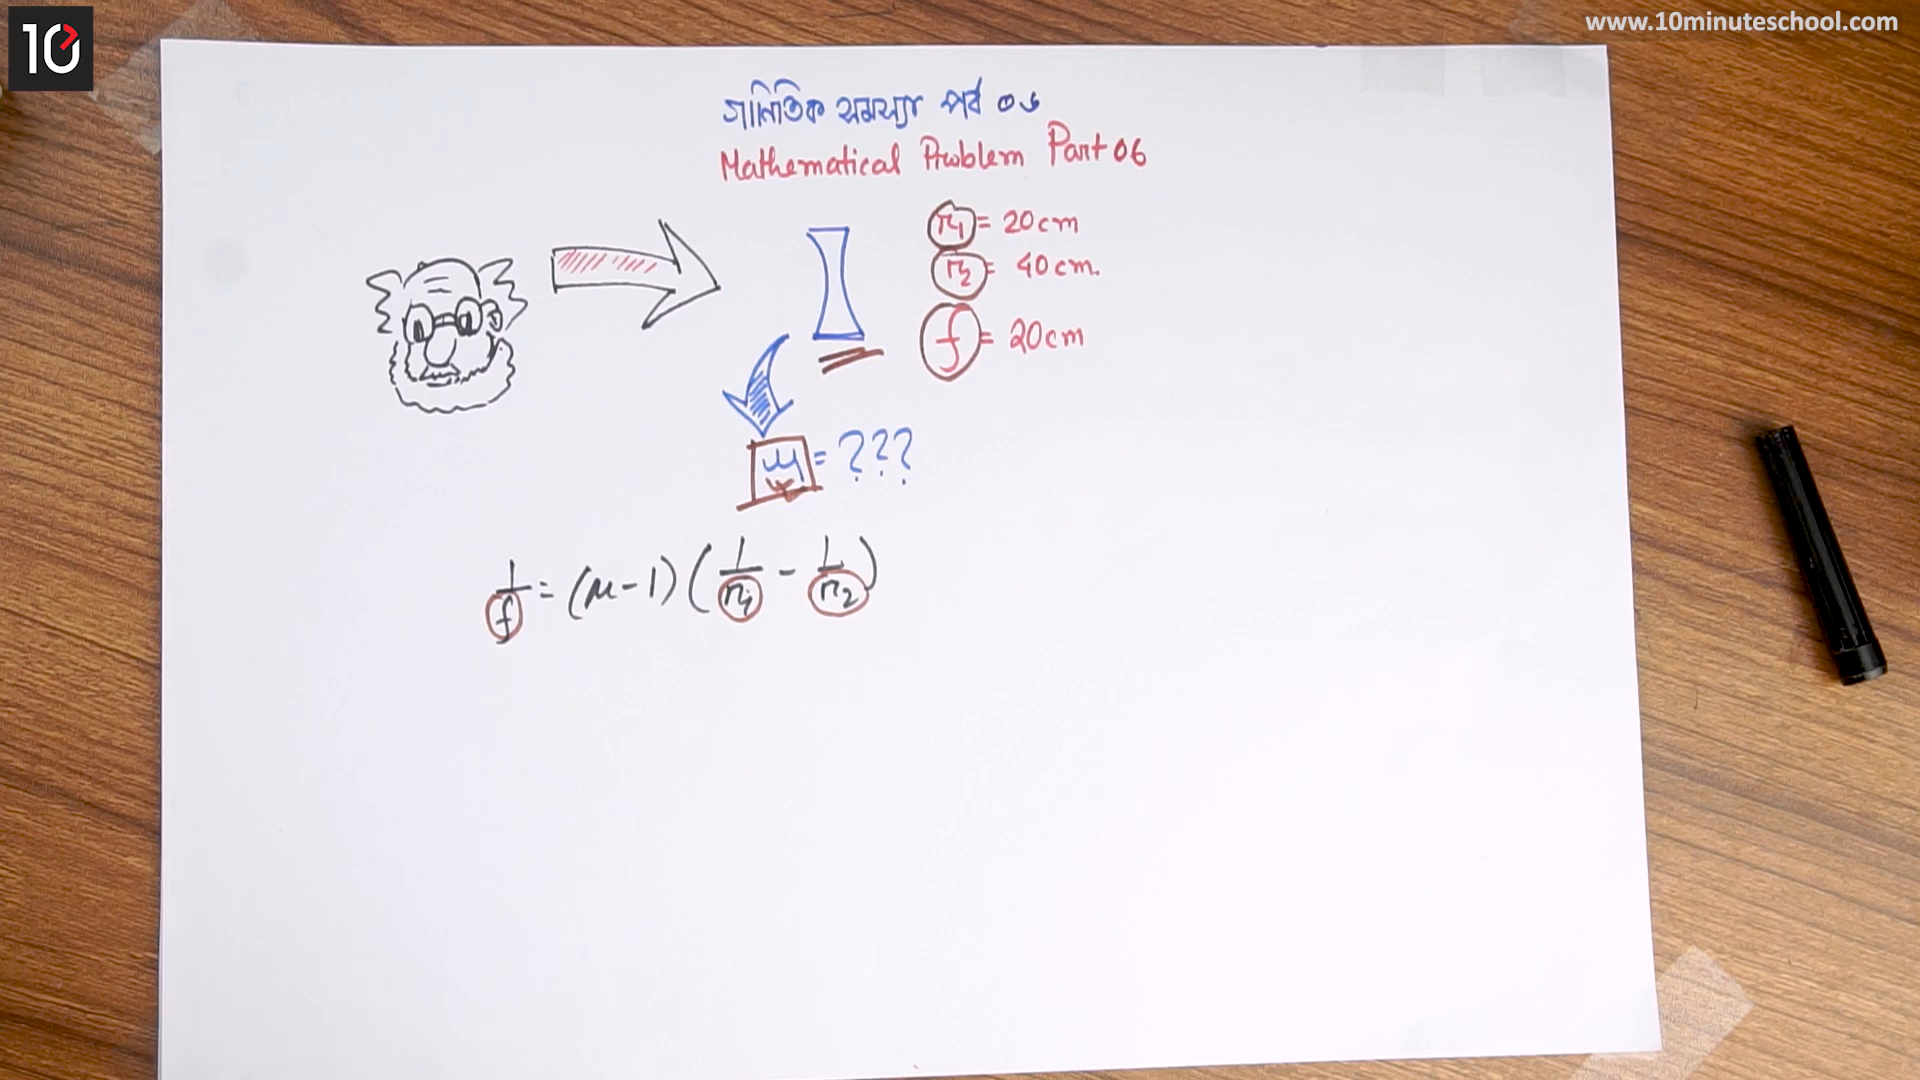 10
www.10minuteschool.com
গাণিতিক সমস্যা পর্ব ০৬
Mathematical Problem Part 06
r₁ = 20cm
r₂ = 40cm.
f = 20cm
μ = ???
1/f = (μ-1) (1/r₁ - 1/r₂)